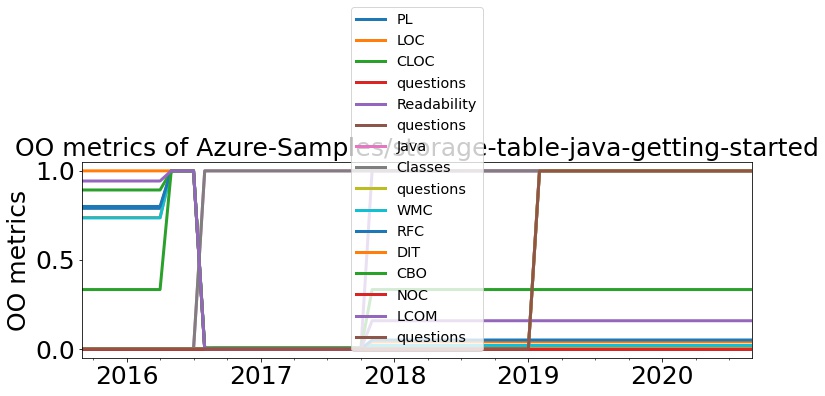 PL
LOC
CLOC
questions
Readability
questions
OO metrics of Azure-Samples/storage-table-java-getting-started
Java
Classes
questions
WMC
RFC
DIT
CBO
NOC
LCOM
questions
OO metrics
1.0
0.5
0.0
2016 2017 2018 2019 2020